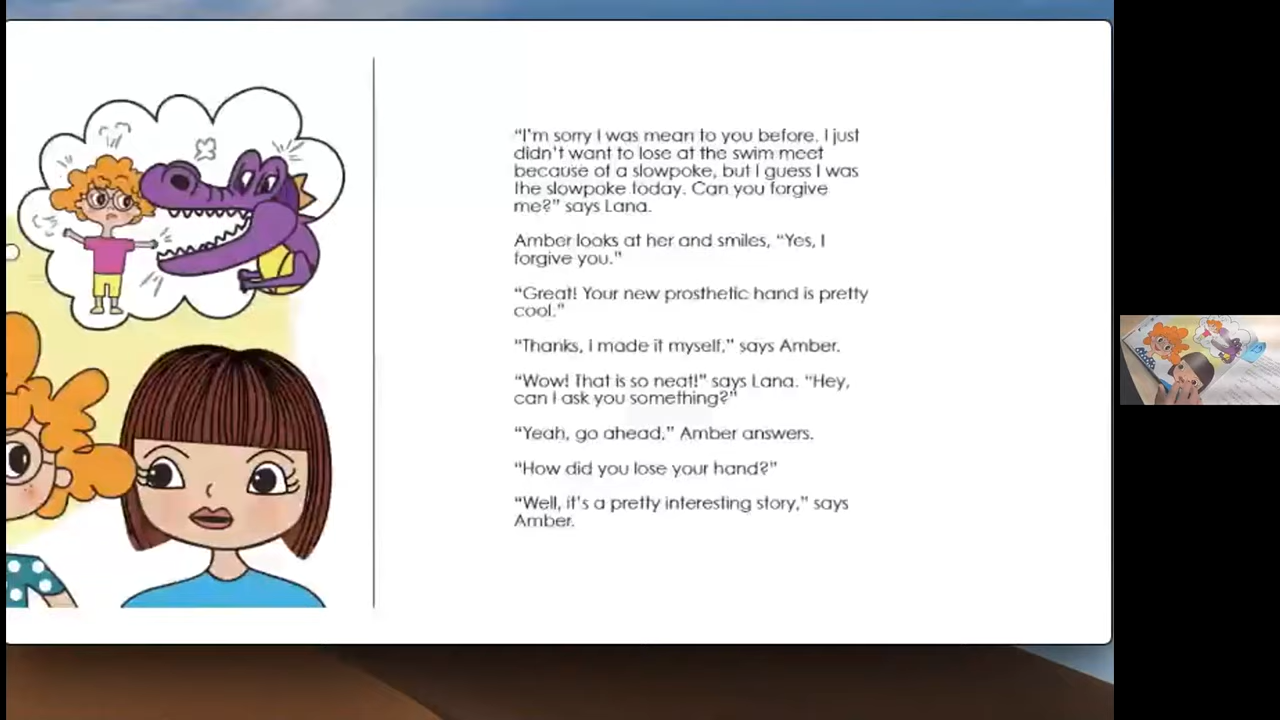 “I’m sorry I was mean to you before. I just
didn’t want to lose at the swim meet
because of a slowpoke, but I guess I was
the slowpoke today. Can you forgive
me?” says Lana.
Amber looks at her and smiles, “Yes, I
forgive you.”
“Great! Your new prosthetic hand is pretty
cool.”
“Thanks, I made it myself,” says Amber.
“Wow! That is so neat!” says Lana. “Hey,
can I ask you something?”
“Yeah, go ahead,” Amber answers.
“How did you lose your hand?”
“Well, it’s a pretty interesting story,” says
Amber.